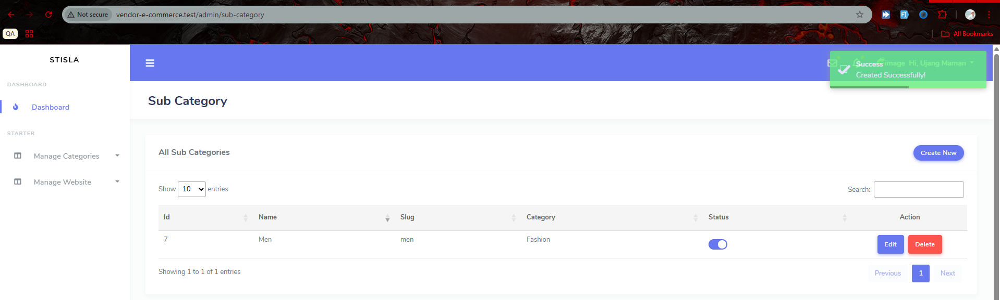 Not secure
vendor-e-commerce.test/admin/sub-category
QA
All Bookmarks
STISLA
DASHBOARD
Dashboard
STARTER
Manage Categories
Manage Website
image Hi, Ujang Maman
Success
Created Successfully!
Sub Category
All Sub Categories
Create New
Show 10 entries
Search:
Id Name Slug Category Status Action
7 Men men Fashion Edit Delete
Showing 1 to 1 of 1 entries
Previous 1 Next